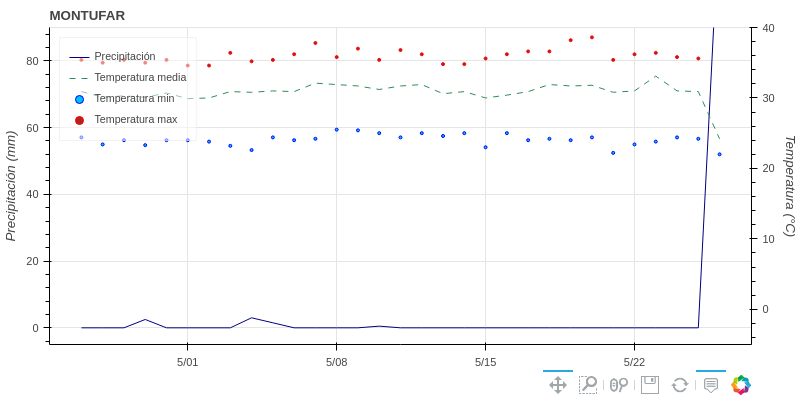 MONTUFAR
Precipitación
Temperatura media
Temperatura min
Temperatura max
80
60
40
20
0
40
30
20
10
0
Precipitación (mm)
Temperatura (°C)
5/01
5/08
5/15
5/22